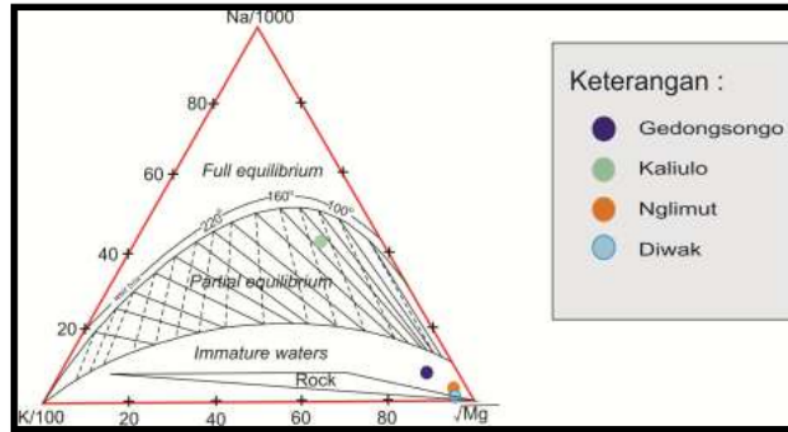 Na/1000
80
60
40
20
Full equilibrium
220°
160°
100°
Partial equilibrium
Immature waters
Rock
K/100
20
40
60
80
√Mg
Keterangan :
Gedongsongo
Kaliulo
Nglimut
Diwak